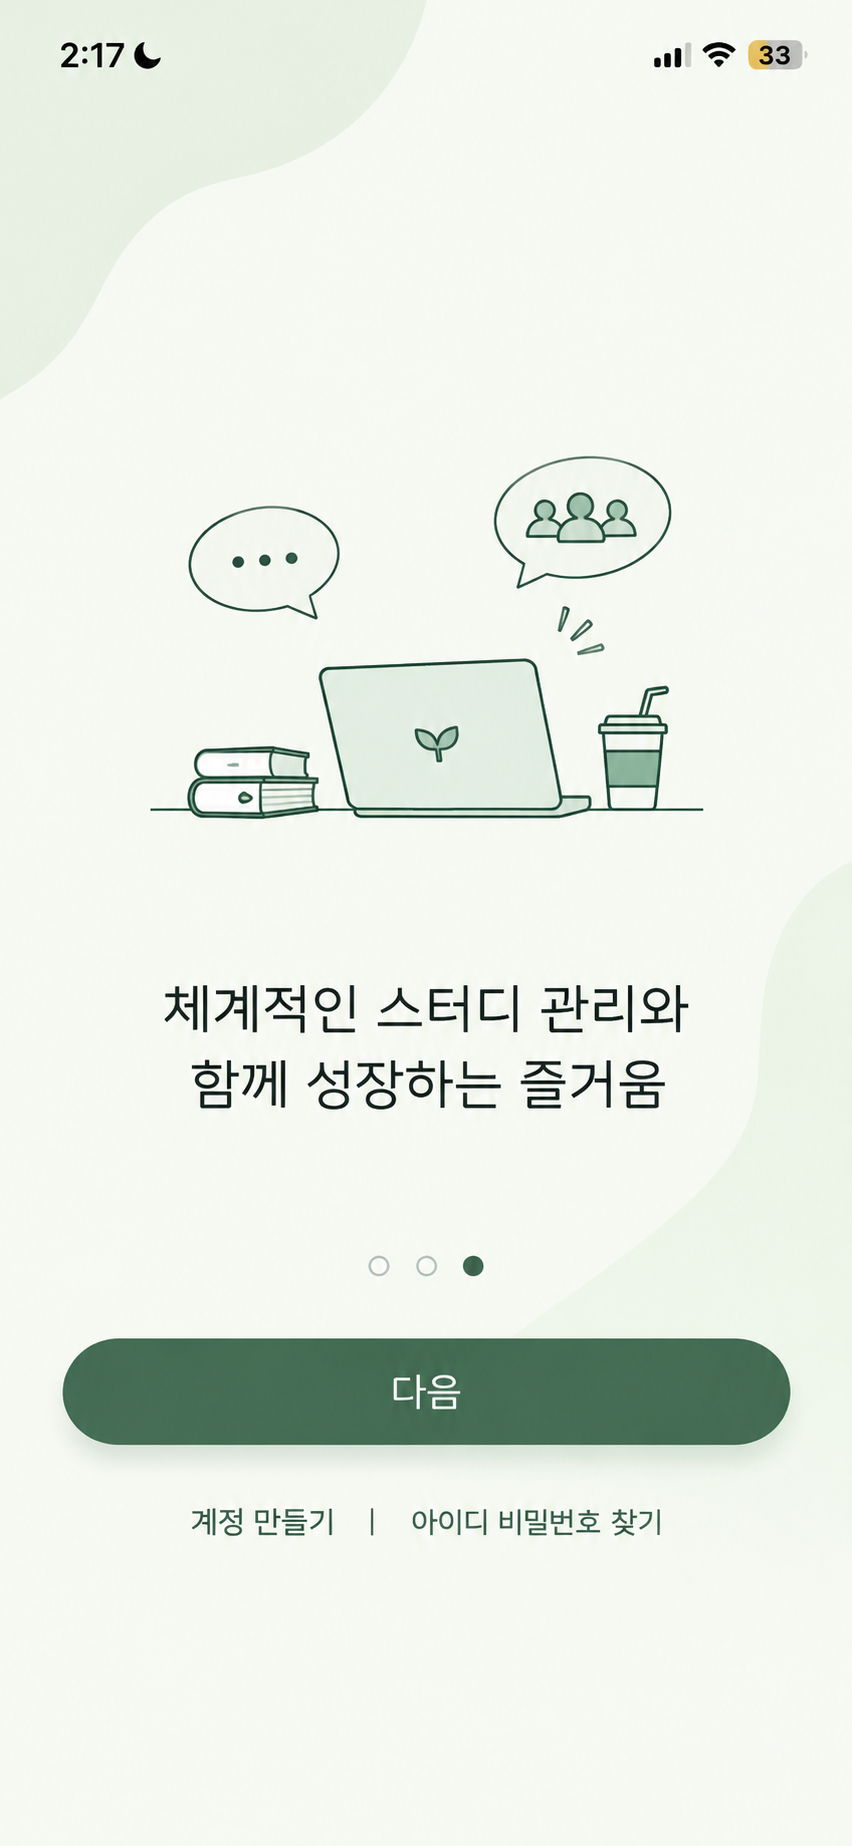 2:17
33
체계적인 스터디 관리와
함께 성장하는 즐거움
다음
계정 만들기 | 아이디 비밀번호 찾기